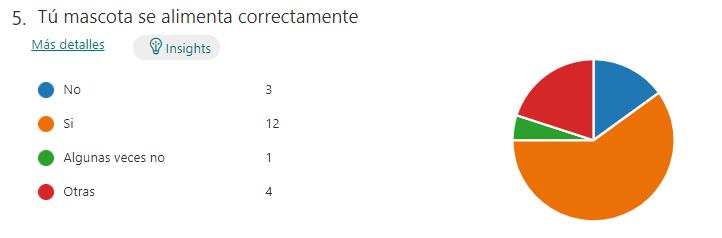 5. Tú mascota se alimenta correctamente
Más detalles Insights
No 3
Si 12
Algunas veces no 1
Otras 4